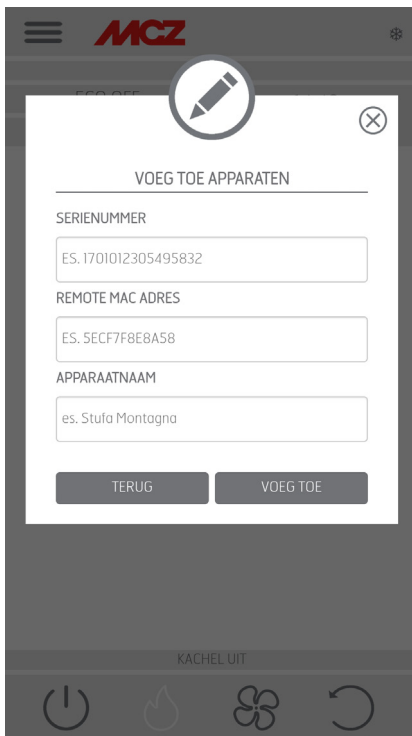 MCZ
VOEG TOE APPARATEN
SERIENUMMER
ES. 1701012305495832
REMOTE MAC ADRES
ES. 5ECF7F8E8A58
APPARAATNAAM
es. Stufa Montagna
TERUG VOEG TOE
KACHEL UIT